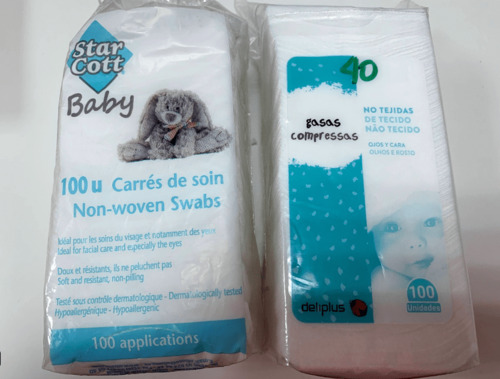 Star
Cott
Baby
100 u Carrés de soin
Non-woven Swabs
Idéal pour les soins du visage et notamment des yeux
Ideal for facial care and especially the eyes
Doux et résistants, ils ne peluchent pas
Soft and resistant, non-pilling
Testé sous contrôle dermatologique - Dermatologically tested
Hypoallergénique - Hypoallergenic
100 applications
40
gasas
compressas
NO TEJIDAS
DE TECIDO
NÃO TECIDO
OJOS Y CARA
OLHOS E ROSTO
deliplus
100
Unidades